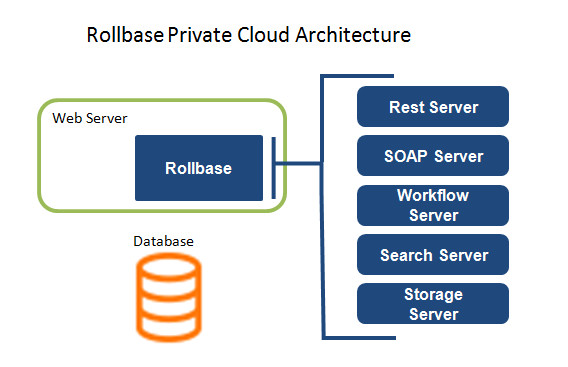 Rollbase Private Cloud Architecture
Web Server
Rollbase
Database
Rest Server
SOAP Server
Workflow
Server
Search Server
Storage
Server